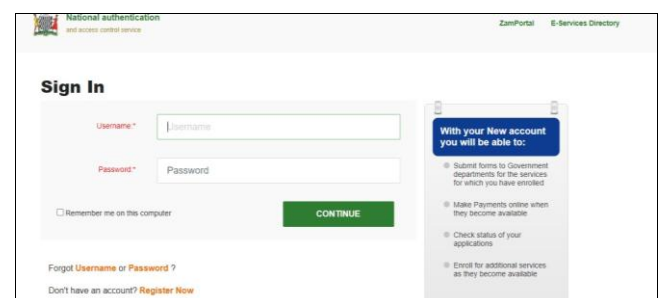 National authentication
and access control service
ZamPortal E-Services Directory
Sign In
Username:*
Username
Password:*
Password
Remember me on this computer
CONTINUE
Forgot Username or Password ?
Don't have an account? Register Now
With your New account
you will be able to:
Submit forms to Government
departments for the services
for which you have enrolled
Make Payments online when
they become available
Check status of your
applications
Enroll for additional services
as they become available